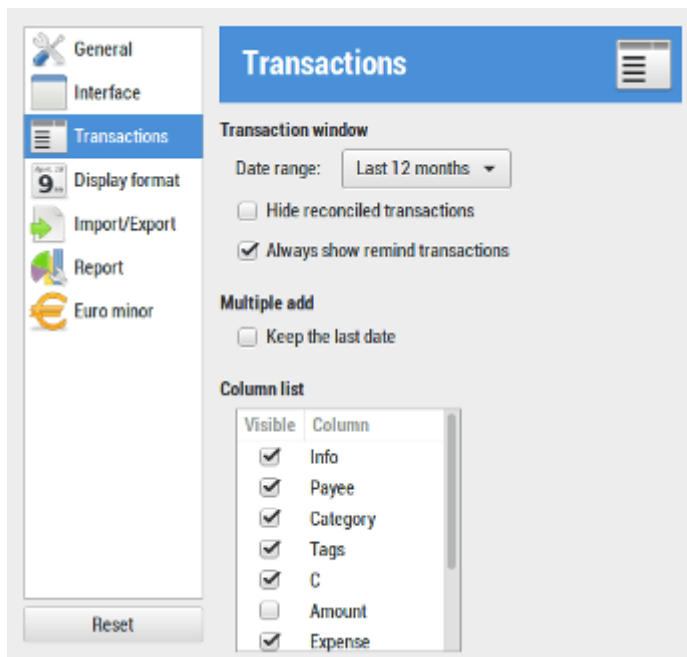 General
Interface
Transactions
Display format
Import/Export
Report
Euro minor
Reset
Transactions
Transaction window
Date range: Last 12 months
Hide reconciled transactions
Always show remind transactions
Multiple add
Keep the last date
Column list
Visible Column
Info
Payee
Category
Tags
C
Amount
Expense